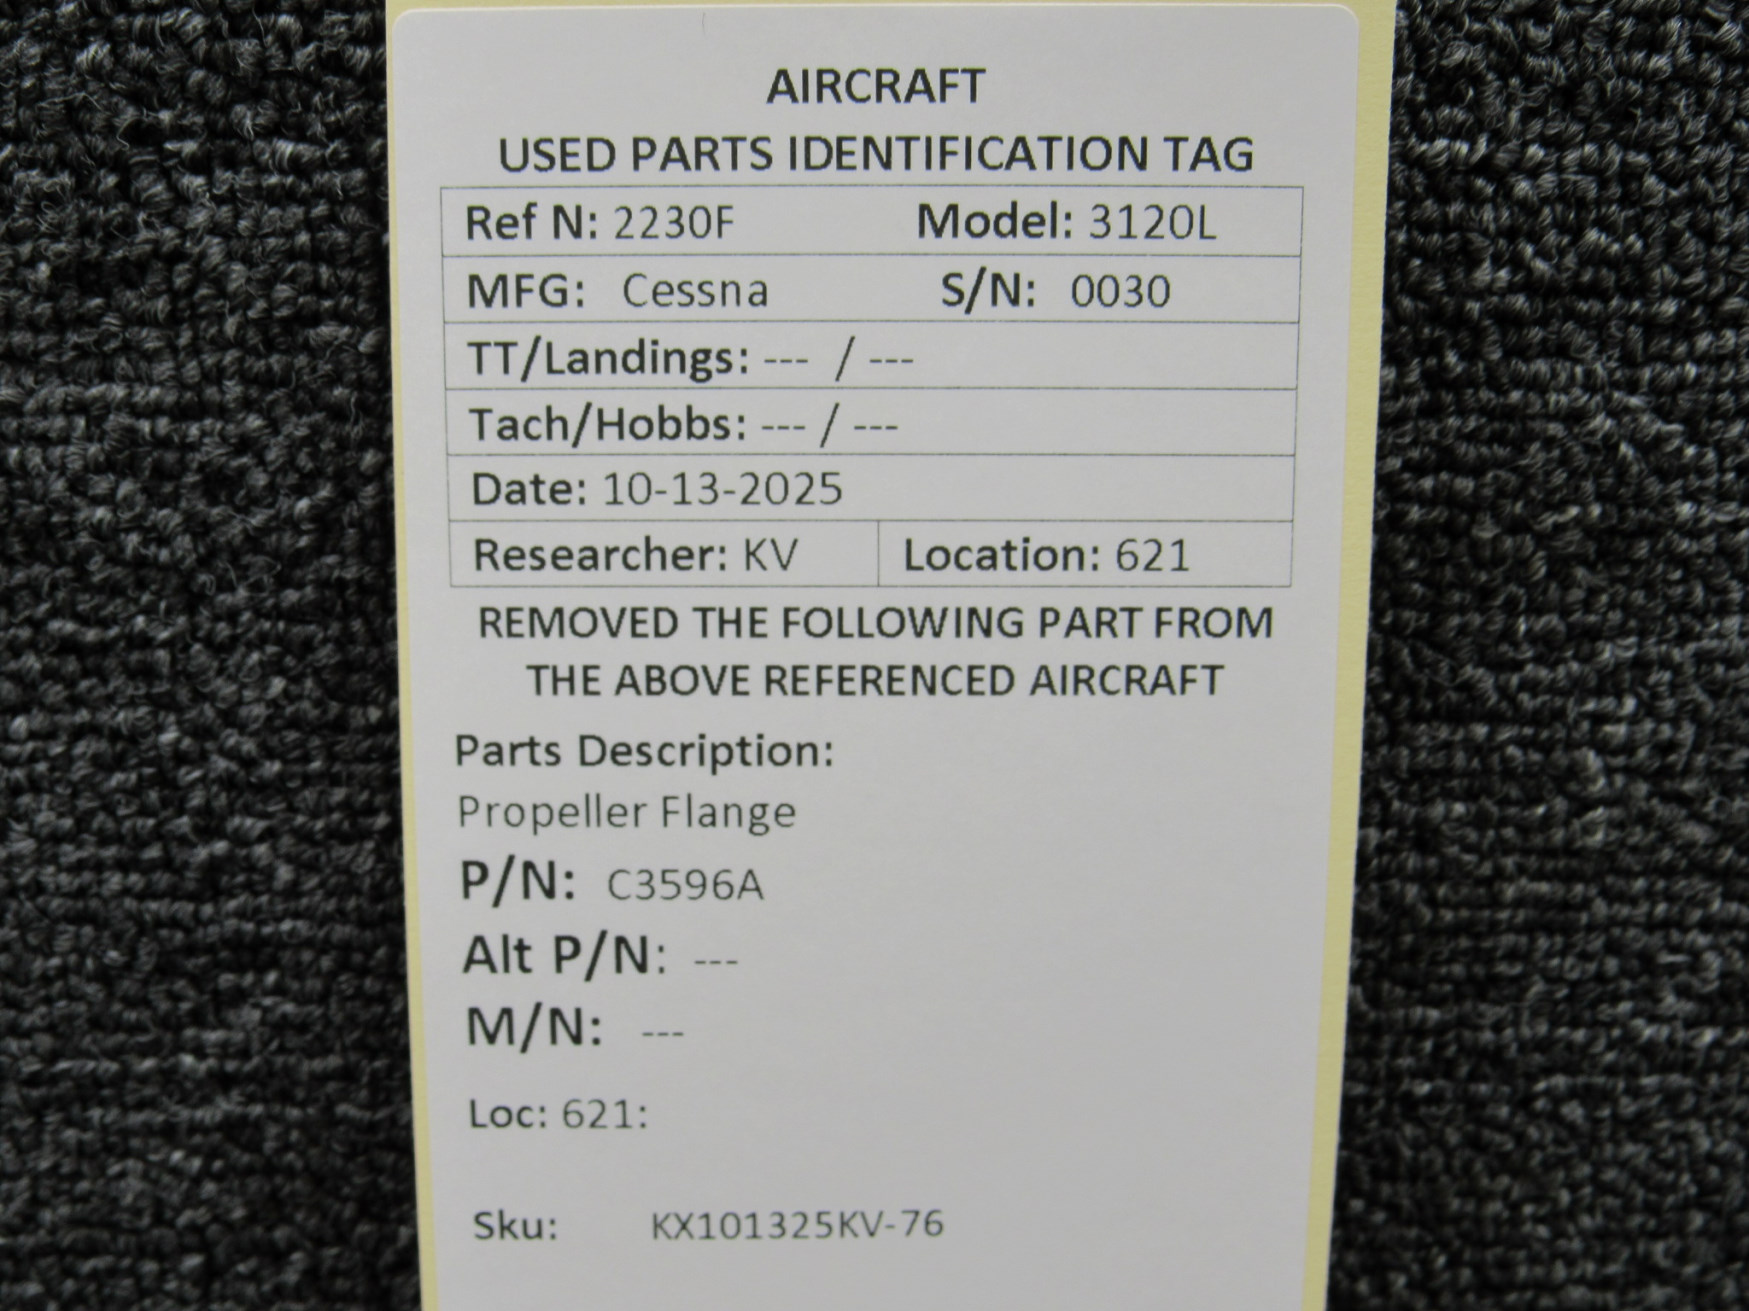 AIRCRAFT
USED PARTS IDENTIFICATION TAG
Ref N: 2230F Model: 3120L
MFG: Cessna S/N: 0030
TT/Landings: --- / ---
Tach/Hobbs: --- / ---
Date: 10-13-2025
Researcher: KV Location: 621
REMOVED THE FOLLOWING PART FROM
THE ABOVE REFERENCED AIRCRAFT
Parts Description:
Propeller Flange
P/N: C3596A
Alt P/N: ---
M/N: ---
Loc: 621:
Sku: KX101325KV-76